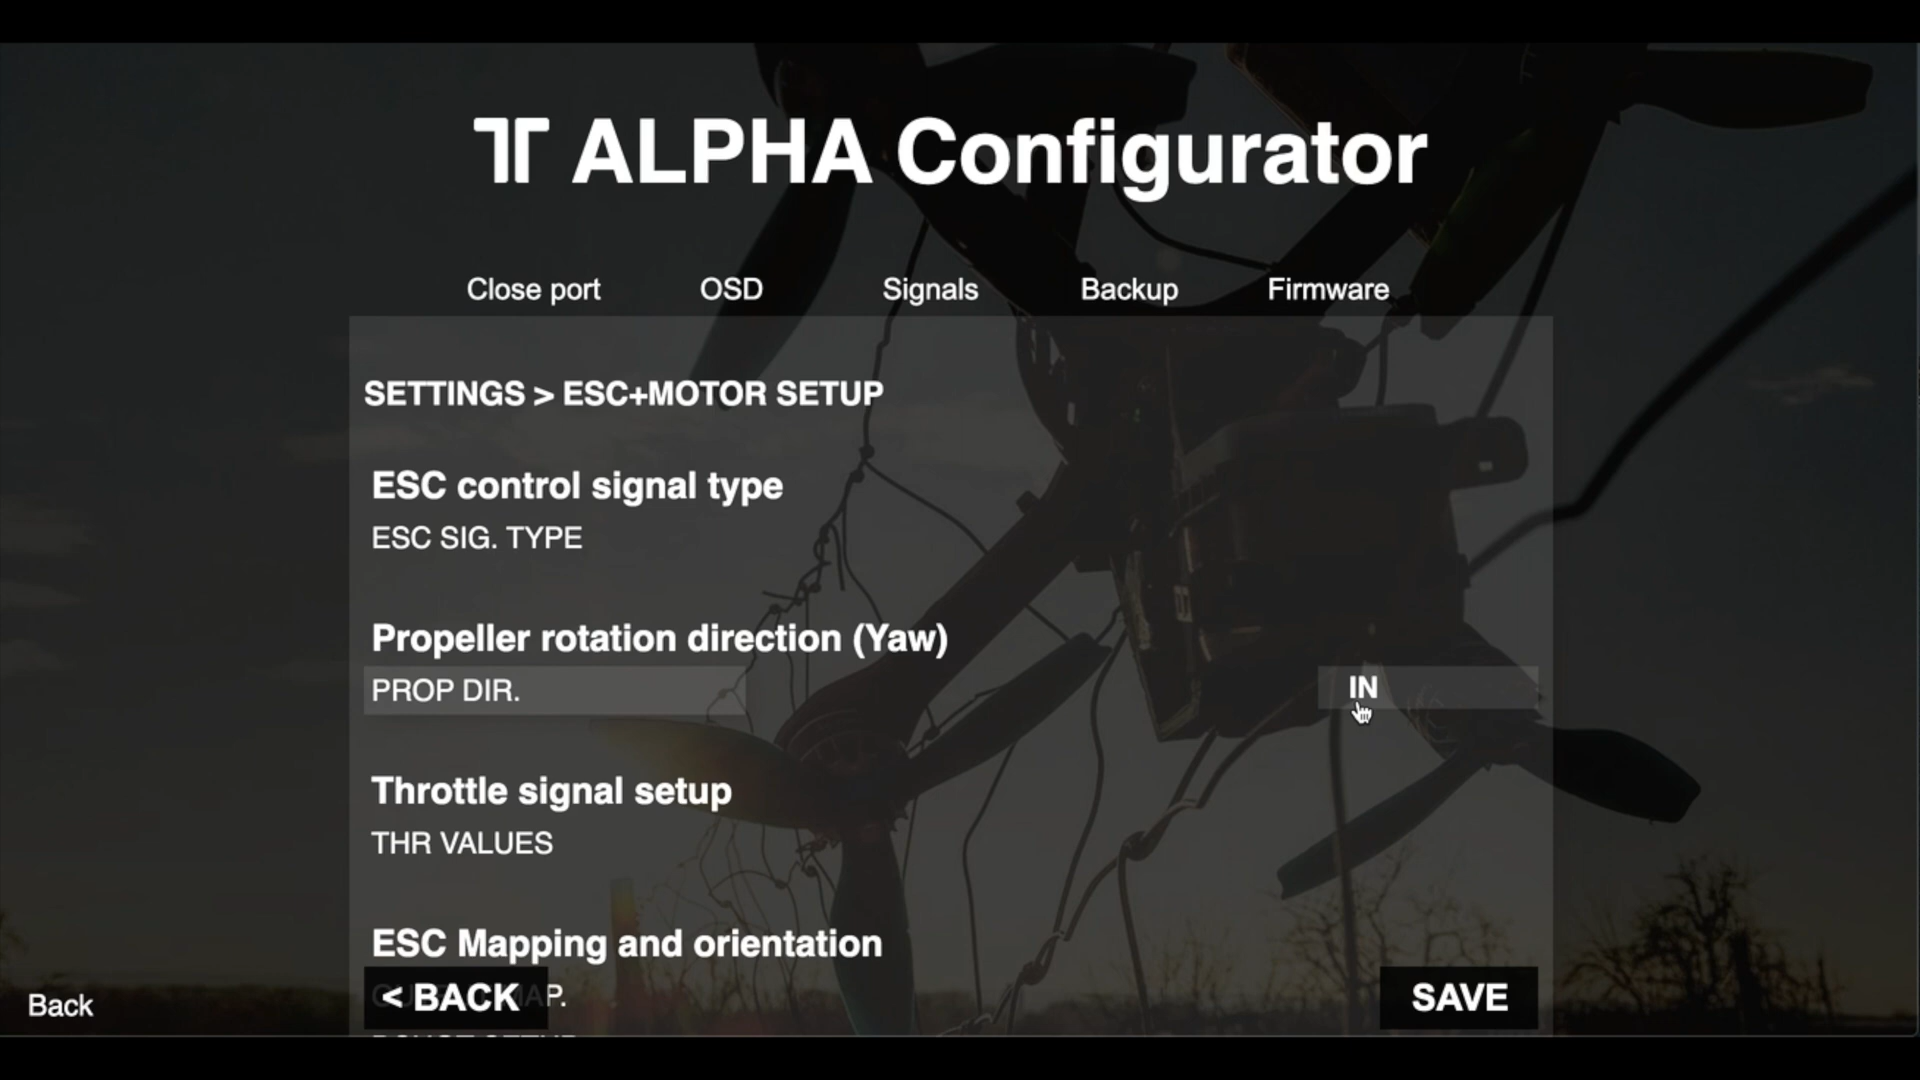 ALPHA Configurator
Close port OSD Signals Backup Firmware
SETTINGS > ESC+MOTOR SETUP
ESC control signal type
ESC SIG. TYPE
Propeller rotation direction (Yaw)
PROP DIR. IN
Throttle signal setup
THR VALUES
ESC Mapping and orientation
< BACK
SAVE
Back